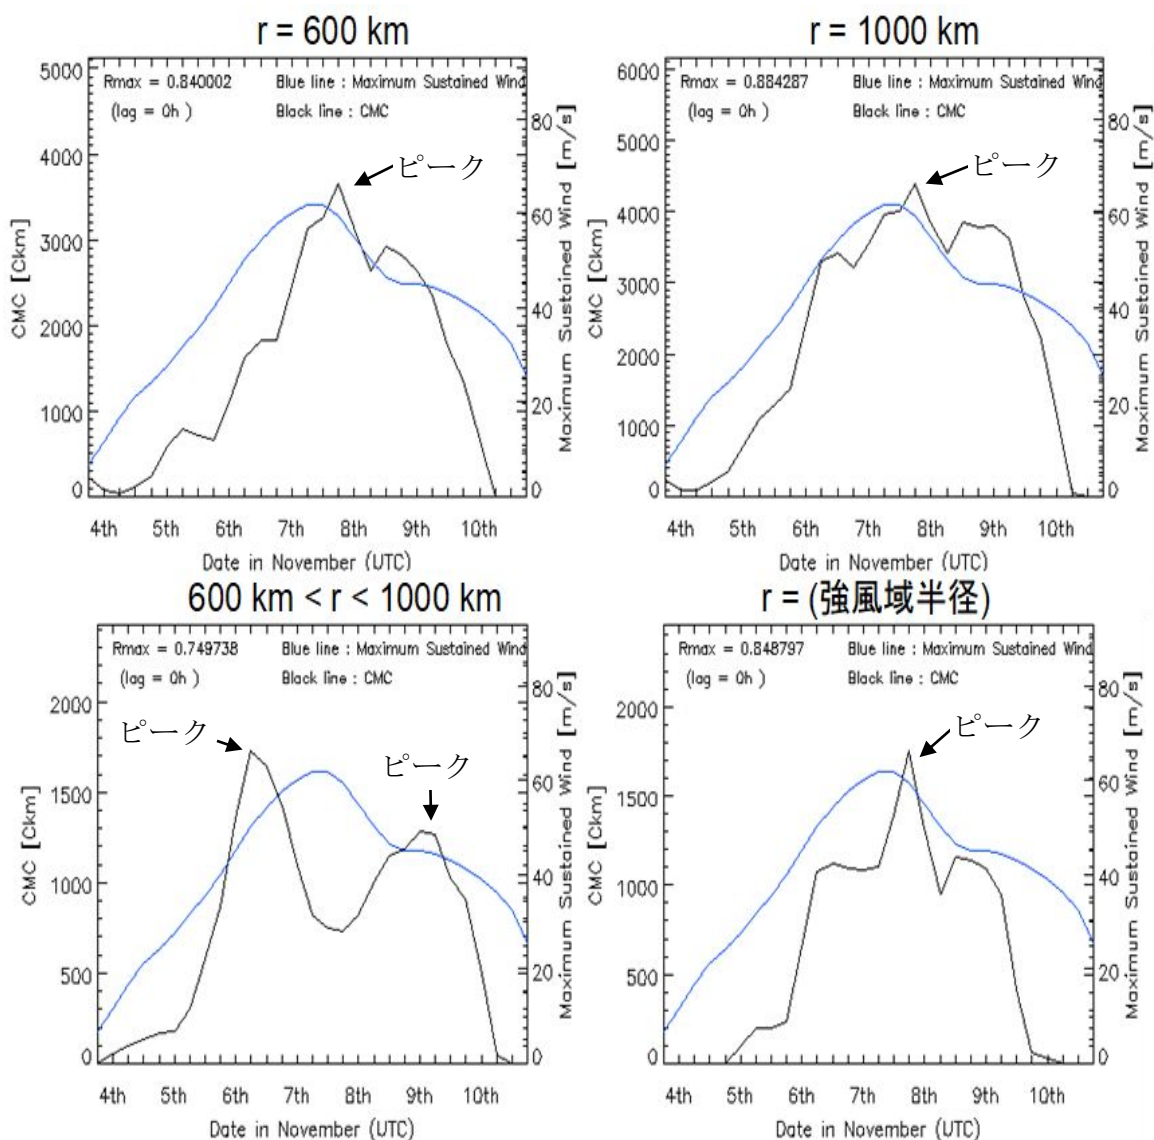 r = 600 km
Rmax = 0.840002 Blue line : Maximum Sustained Wind
(lag = 0h ) Black line : CMC
ピーク
5000
4000
3000
2000
1000
0
CMC [Ckm]
80
60
40
20
0
Maximum Sustained Wind [m/s]
4th 5th 6th 7th 8th 9th 10th
Date in November (UTC)
r = 1000 km
Rmax = 0.884287 Blue line : Maximum Sustained Wind
(lag = 0h ) Black line : CMC
ピーク
6000
5000
4000
3000
2000
1000
0
CMC [Ckm]
80
60
40
20
0
Maximum Sustained Wind [m/s]
4th 5th 6th 7th 8th 9th 10th
Date in November (UTC)
600 km < r < 1000 km
Rmax = 0.749738 Blue line : Maximum Sustained Wind
(lag = 0h ) Black line : CMC
ピーク
ピーク
2000
1500
1000
500
0
CMC [Ckm]
80
60
40
20
0
Maximum Sustained Wind [m/s]
4th 5th 6th 7th 8th 9th 10th
Date in November (UTC)
r = (強風域半径)
Rmax = 0.848797 Blue line : Maximum Sustained Wind
(lag = 0h ) Black line : CMC
ピーク
2000
1500
1000
500
0
CMC [Ckm]
80
60
40
20
0
Maximum Sustained Wind [m/s]
4th 5th 6th 7th 8th 9th 10th
Date in November (UTC)